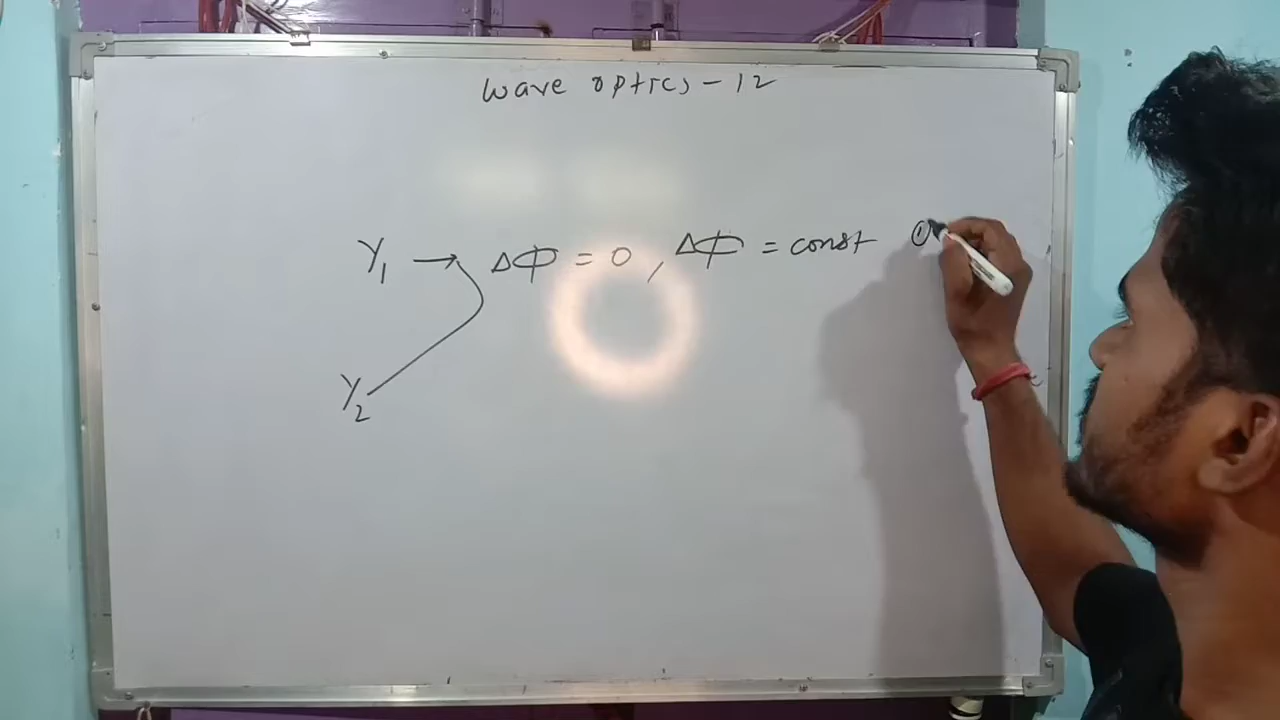 Wave optics - 12
Y₁ → ΔΦ = 0, ΔΦ = const ①
Y₂